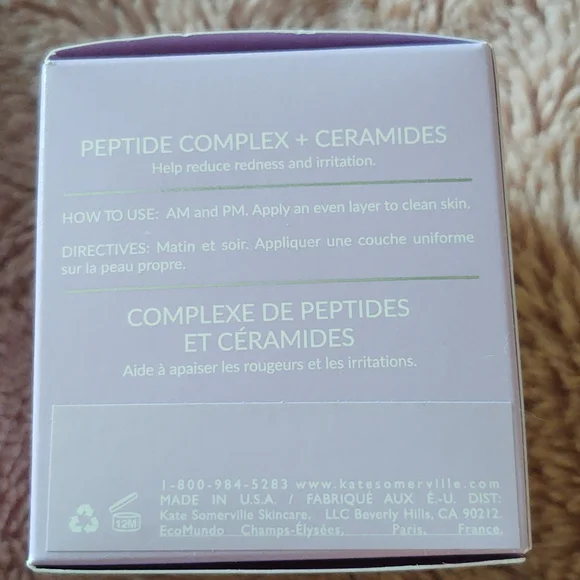 PEPTIDE COMPLEX + CERAMIDES
Help reduce redness and irritation.
HOW TO USE: AM and PM. Apply an even layer to clean skin.
DIRECTIVES: Matin et soir. Appliquer une couche uniforme
sur la peau propre.
COMPLEXE DE PEPTIDES
ET CÉRAMIDES
Aide à apaiser les rougeurs et les irritations.
1-800-984-5283 www.katesomerville.com
MADE IN U.S.A. / FABRIQUÉ AUX É.-U. DIST:
Kate Somerville Skincare. LLC Beverly Hills, CA 90212.
EcoMundo Champs-Élysées, Paris, France.
12M